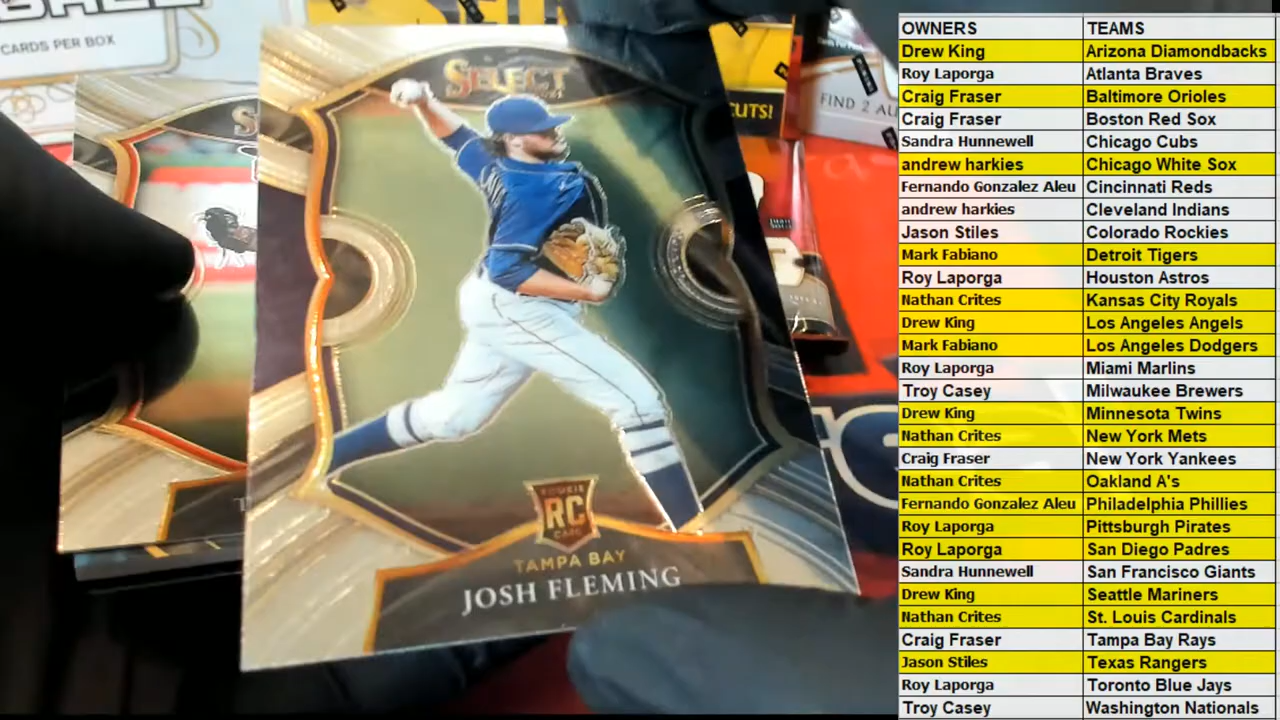 CARDS PER BOX
SELECT
CUTS!
FIND 2 AU
ROOKIE
RC
CARD
TAMPA BAY
JOSH FLEMING
OWNERS TEAMS
Drew King Arizona Diamondbacks
Roy Laporga Atlanta Braves
Craig Fraser Baltimore Orioles
Craig Fraser Boston Red Sox
Sandra Hunnewell Chicago Cubs
andrew harkies Chicago White Sox
Fernando Gonzalez Aleu Cincinnati Reds
andrew harkies Cleveland Indians
Jason Stiles Colorado Rockies
Mark Fabiano Detroit Tigers
Roy Laporga Houston Astros
Nathan Crites Kansas City Royals
Drew King Los Angeles Angels
Mark Fabiano Los Angeles Dodgers
Roy Laporga Miami Marlins
Troy Casey Milwaukee Brewers
Drew King Minnesota Twins
Nathan Crites New York Mets
Craig Fraser New York Yankees
Nathan Crites Oakland A's
Fernando Gonzalez Aleu Philadelphia Phillies
Roy Laporga Pittsburgh Pirates
Roy Laporga San Diego Padres
Sandra Hunnewell San Francisco Giants
Drew King Seattle Mariners
Nathan Crites St. Louis Cardinals
Craig Fraser Tampa Bay Rays
Jason Stiles Texas Rangers
Roy Laporga Toronto Blue Jays
Troy Casey Washington Nationals